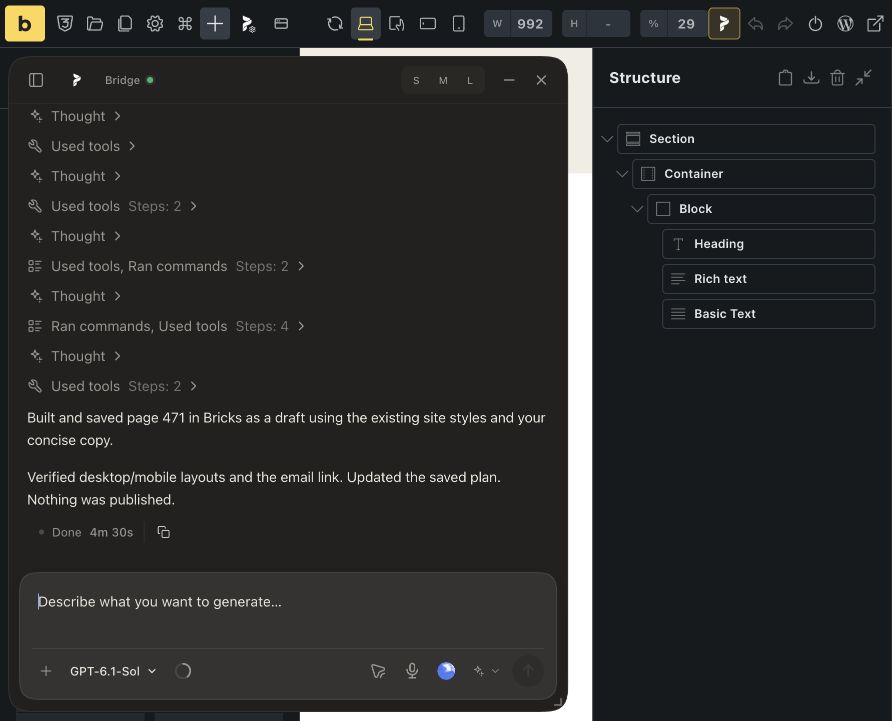 b
W 992
H -
% 29
Bridge
S M L
Thought
Used tools
Thought
Used tools Steps: 2
Thought
Used tools, Ran commands Steps: 2
Thought
Ran commands, Used tools Steps: 4
Thought
Used tools Steps: 2
Built and saved page 471 in Bricks as a draft using the existing site styles and your
concise copy.
Verified desktop/mobile layouts and the email link. Updated the saved plan.
Nothing was published.
Done 4m 30s
Describe what you want to generate...
GPT-6.1-Sol
Structure
Section
Container
Block
Heading
Rich text
Basic Text